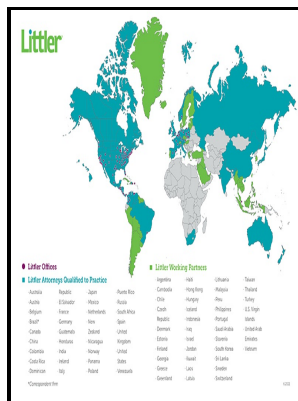 Littler
Littler Offices
Littler Attorneys Qualified to Practice
Australia Republic Japan Puerto Rico
Austria El Salvador Mexico Russia
Belgium France Netherlands South Africa
Brazil* Germany New Spain
Canada Guatemala Zealand United
China Honduras Nicaragua Kingdom
Colombia India Norway United
Costa Rica Ireland Panama States
Dominican Italy Poland Venezuela
*Correspondent Firm
Littler Working Partners
Argentina Haiti Lithuania Taiwan
Cambodia Hong Kong Malaysia Thailand
Chile Hungary Peru Turkey
Czech Iceland Philippines U.S. Virgin
Republic Indonesia Portugal Islands
Denmark Iraq Saudi Arabia United Arab
Estonia Israel Slovenia Emirates
Finland Jordan South Korea Vietnam
Georgia Kuwait Sri Lanka
Greece Laos Sweden
Greenland Latvia Switzerland